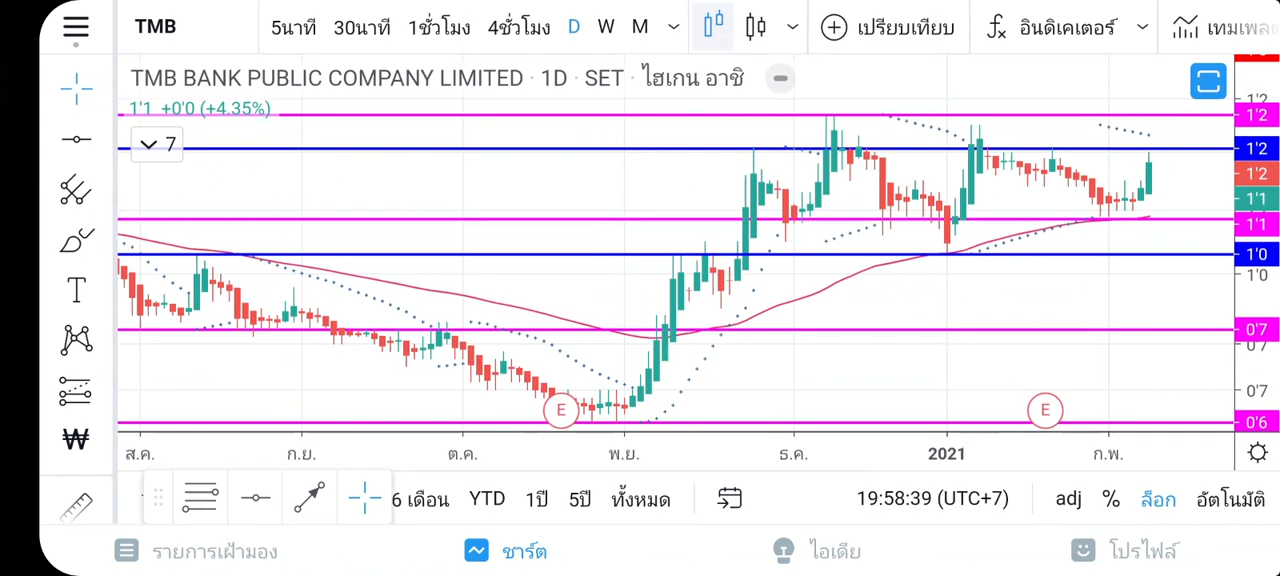 TMB 5นาที 30นาที 1ชั่วโมง 4ชั่วโมง D W M เปรียบเทียบ อินดิเคเตอร์ เทมเพลต
TMB BANK PUBLIC COMPANY LIMITED · 1D · SET · ไฮเกน อาชิ
1'1 +0'0 (+4.35%)
7
1'2
1'2
1'2
1'2
1'1
1'1
1'0
1'0
0'7
0'7
0'7
0'6
E E
ส.ค. ก.ย. ต.ค. พ.ย. ธ.ค. 2021 ก.พ.
6 เดือน YTD 1ปี 5ปี ทั้งหมด 19:58:39 (UTC+7) adj % ล็อก อัตโนมัติ
รายการเฝ้ามอง ชาร์ต ไอเดีย โปรไฟล์